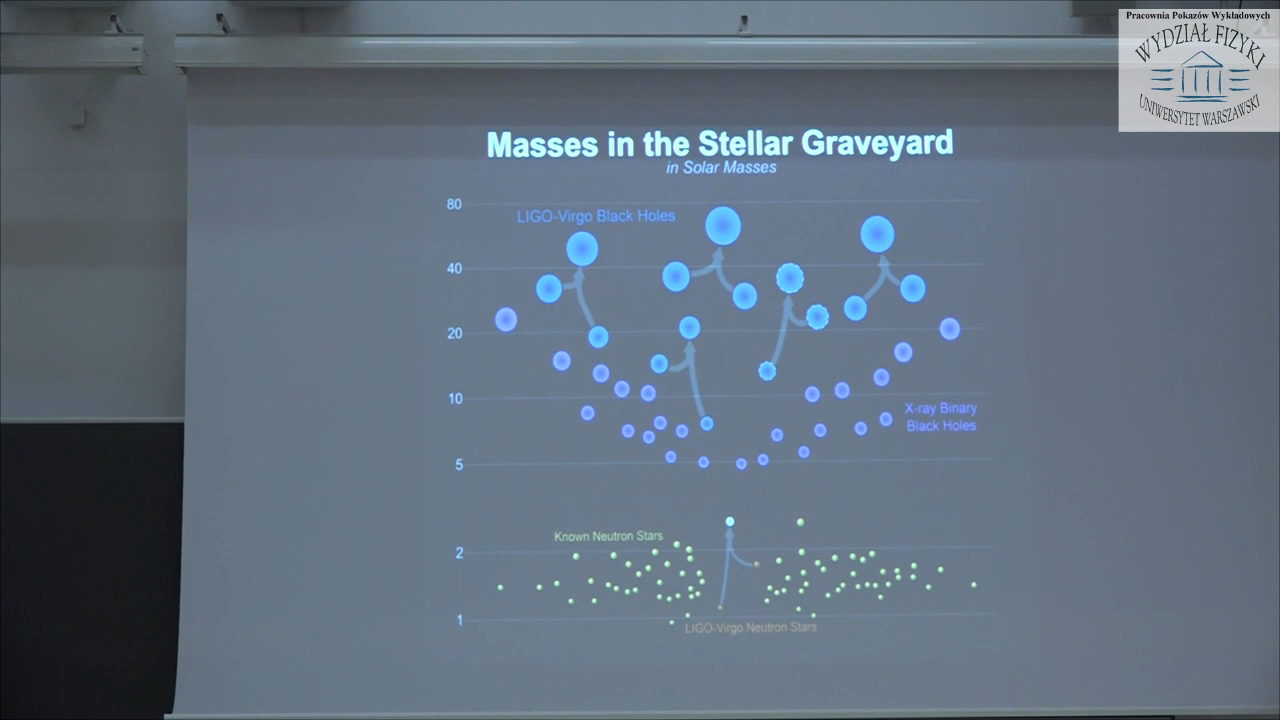 Pracownia Pokazów Wykładowych
WYDZIAŁ FIZYKI
UNIWERSYTET WARSZAWSKI
Masses in the Stellar Graveyard
in Solar Masses
80
LIGO-Virgo Black Holes
40
20
10
X-ray Binary
Black Holes
5
Known Neutron Stars
2
1
LIGO-Virgo Neutron Stars